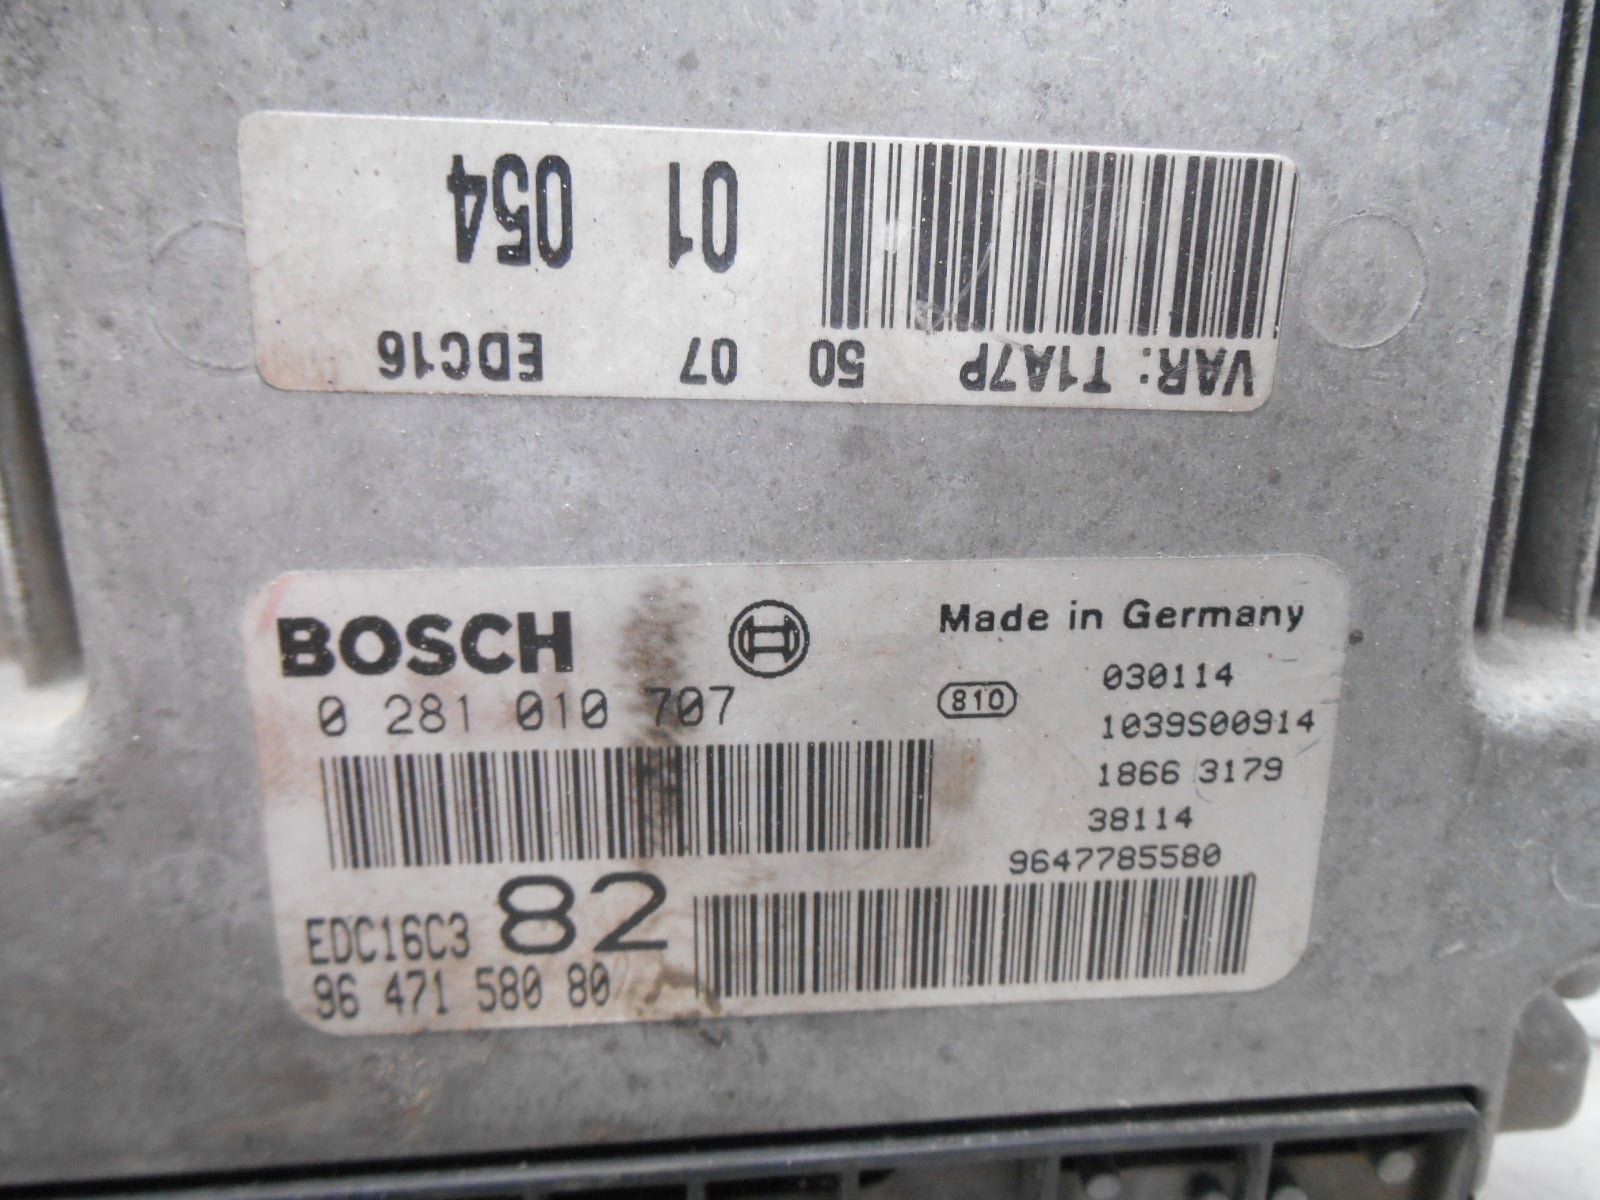 054 01
EDC16 07 50 VAR: T1A7P
BOSCH
Made in Germany
0 281 010 707
810
030114
1039S00914
1866 3179
38114
9647785580
EDC16C3 82
96 471 580 80